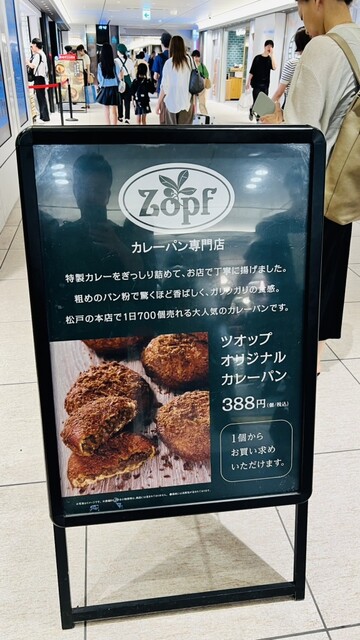 Zopf
カレーパン専門店
特製カレーをぎっしり詰めて、お店で丁寧に揚げました。
粗めのパン粉で驚くほど香ばしく、ガリンガリの食感。
松戸の本店で1日700個売れる大人気のカレーパンです。
ツオップ
オリジナル
カレーパン
388円(税込)
1個から
お買い求め
いただけます。